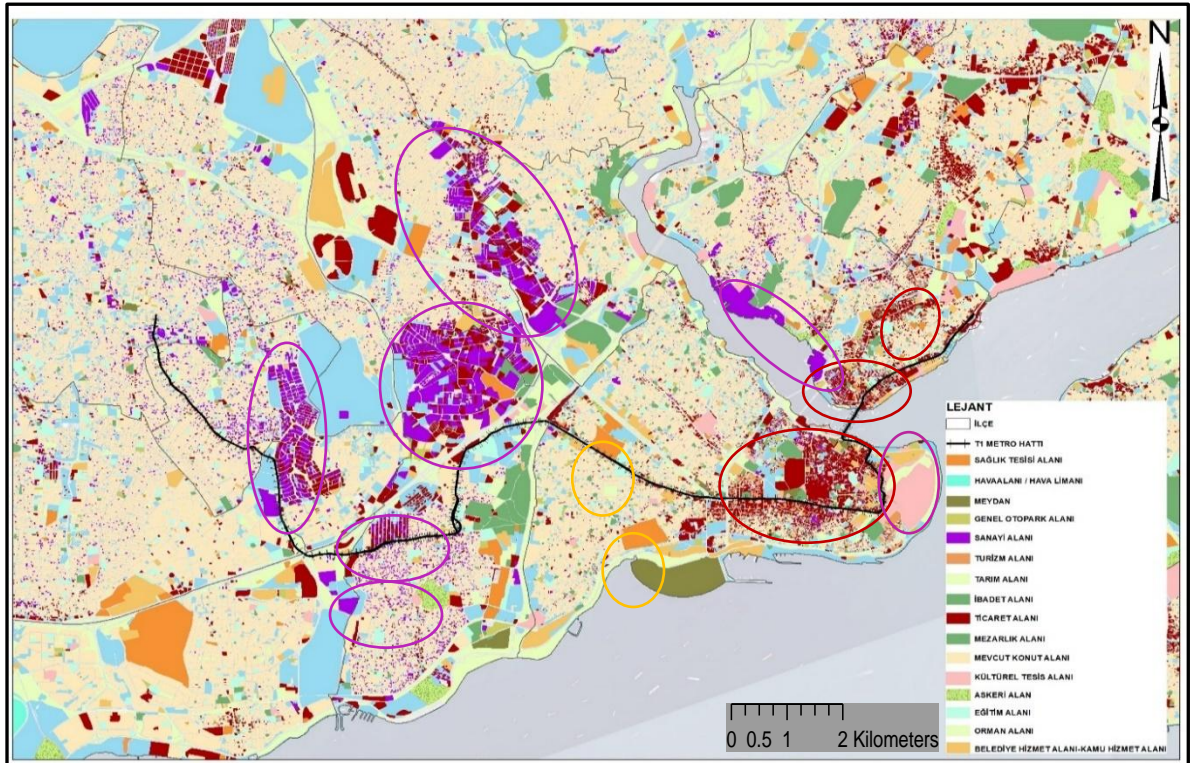 N
LEJANT
İLÇE
T1 METRO HATTI
SAĞLIK TESİSİ ALANI
HAVAALANI / HAVA LİMANI
MEYDAN
GENEL OTOPARK ALANI
SANAYİ ALANI
TURİZM ALANI
TARIM ALANI
İBADET ALANI
TİCARET ALANI
MEZARLIK ALANI
MEVCUT KONUT ALANI
KÜLTÜREL TESİS ALANI
ASKERİ ALAN
EĞİTİM ALANI
ORMAN ALANI
BELEDİYE HİZMET ALANI-KAMU HİZMET ALANI
0 0.5 1 2 Kilometers